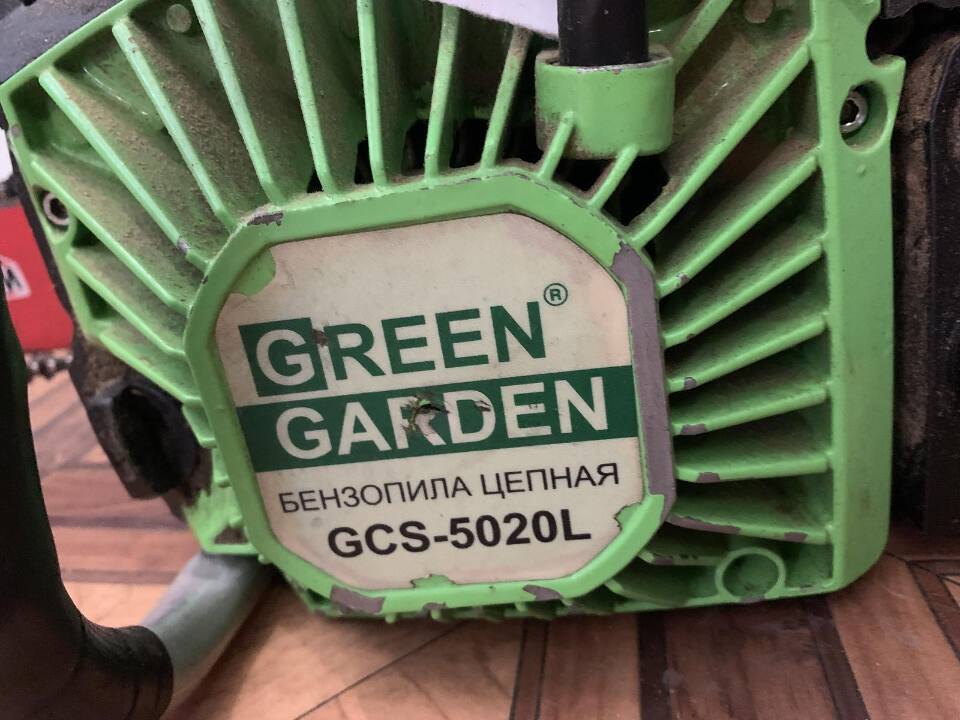 GREEN®
GARDEN
БЕНЗОПИЛА ЦЕПНАЯ
GCS-5020L